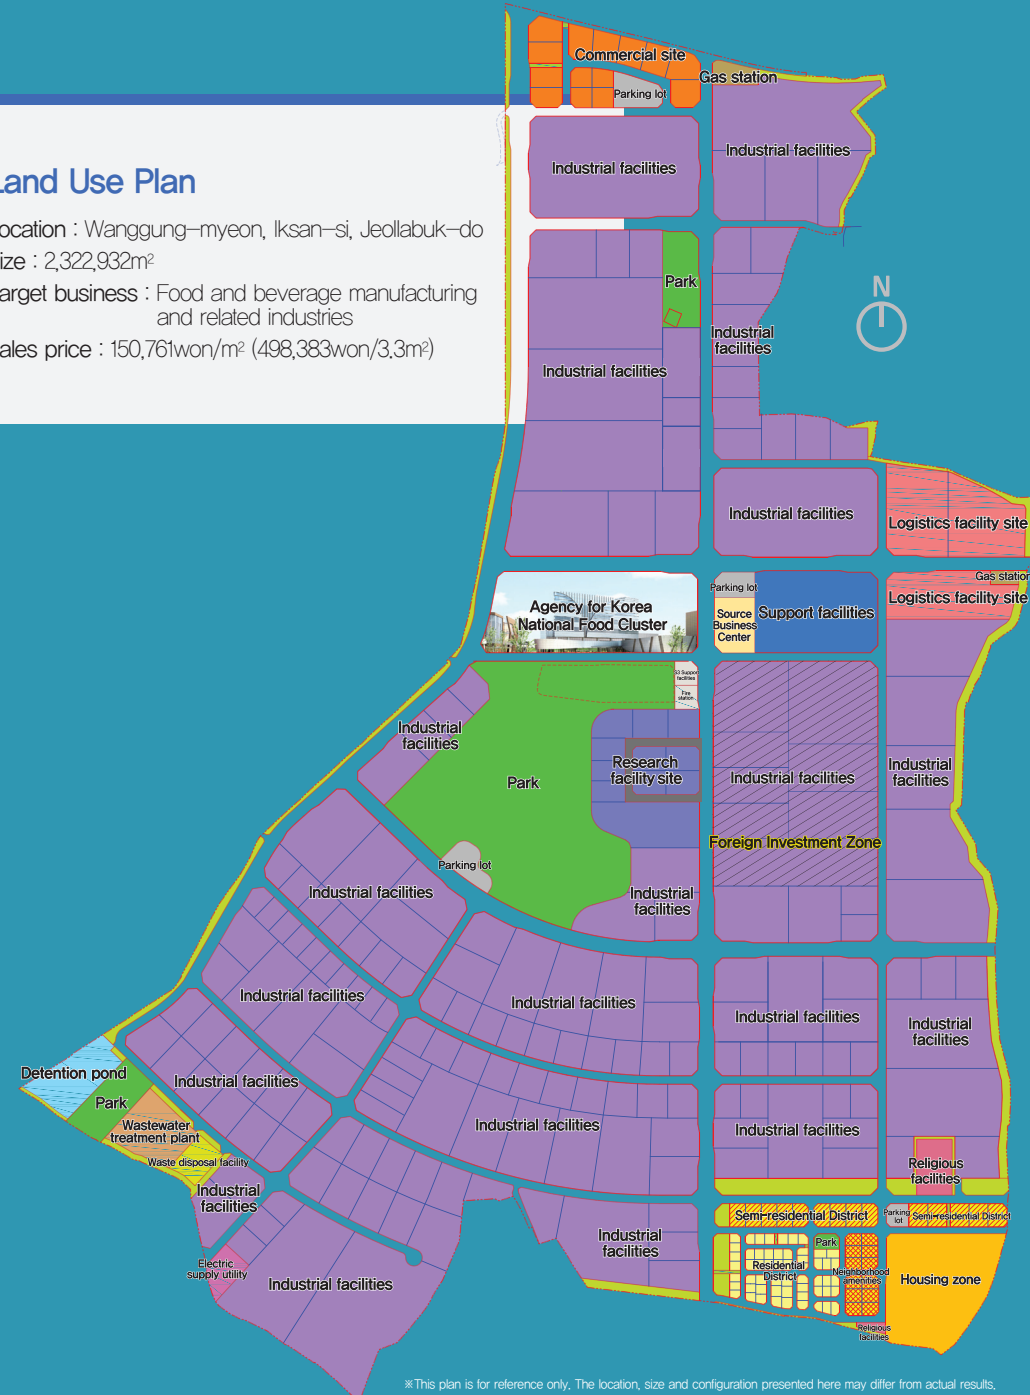 Land Use Plan
ocation : Wanggung-myeon, Iksan-si, Jeollabuk-do
ize : 2,322,932m²
arget business : Food and beverage manufacturing
and related industries
ales price : 150,761won/m² (498,383won/3.3m²)
N
Commercial site
Gas station
Parking lot
Industrial facilities
Industrial facilities
Park
Industrial
facilities
Industrial facilities
Industrial facilities
Logistics facility site
Gas station
Logistics facility site
Agency for Korea
National Food Cluster
Parking lot
Source
Business
Center
Support facilities
33 Support
facilities
Fire
station
Industrial
facilities
Park
Research
facility site
Industrial facilities
Industrial
facilities
Foreign Investment Zone
Parking lot
Industrial facilities
Industrial
facilities
Industrial facilities
Industrial facilities
Industrial facilities
Industrial
facilities
Detention pond
Park
Industrial facilities
Wastewater
treatment plant
Waste disposal facility
Industrial facilities
Industrial facilities
Religious
facilities
Industrial
facilities
Semi-residential District
Parking
lot
Semi-residential District
Industrial
facilities
Park
Residential
District
Neighborhood
amenities
Housing zone
Electric
supply utility
Industrial facilities
Religious
facilities
※This plan is for reference only. The location, size and configuration presented here may differ from actual results.